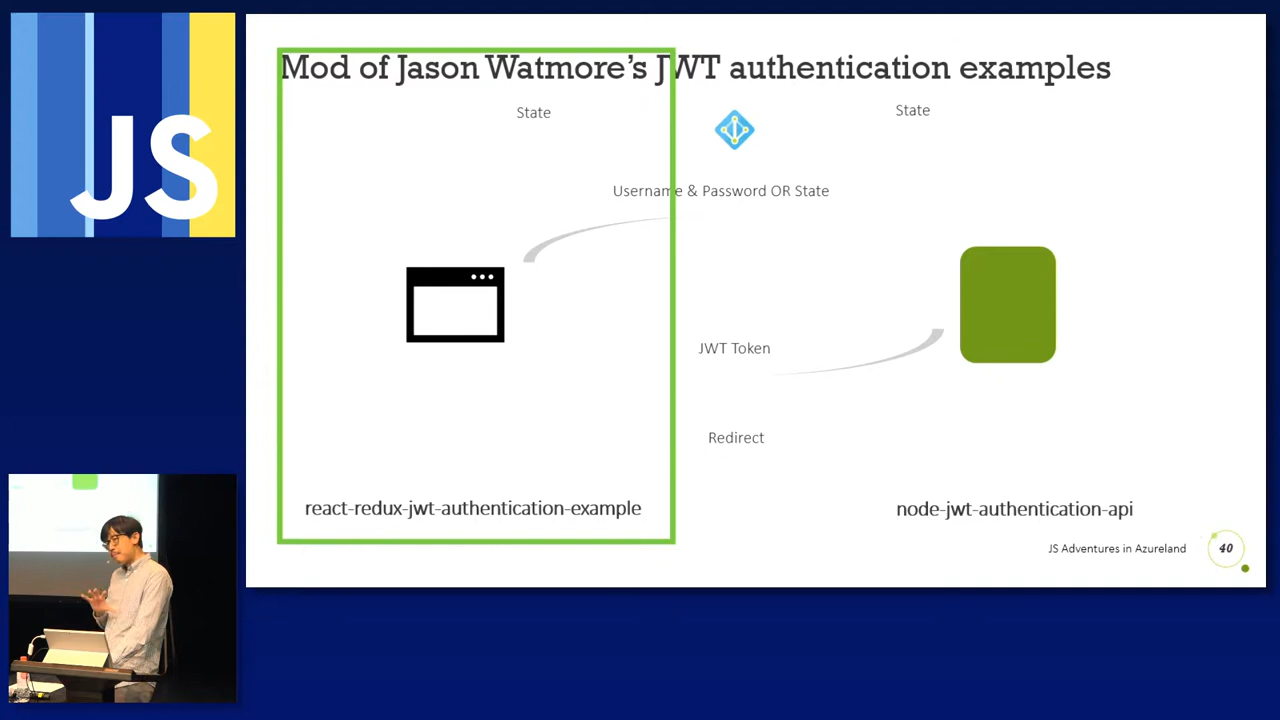 JS
Mod of Jason Watmore's JWT authentication examples
State
State
Username & Password OR State
JWT Token
Redirect
react-redux-jwt-authentication-example
node-jwt-authentication-api
JS Adventures in Azureland
40